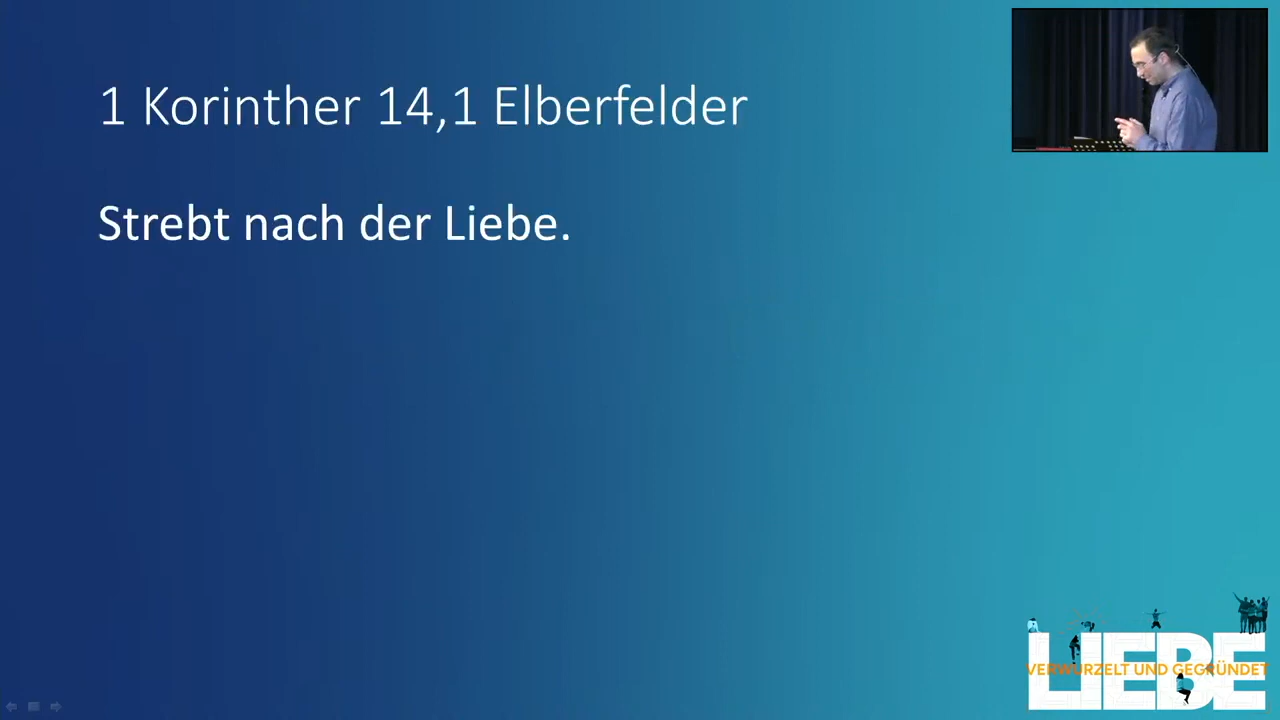 1 Korinther 14,1 Elberfelder
Strebt nach der Liebe.
LIEBE
VERWURZELT UND GEGRÜNDET